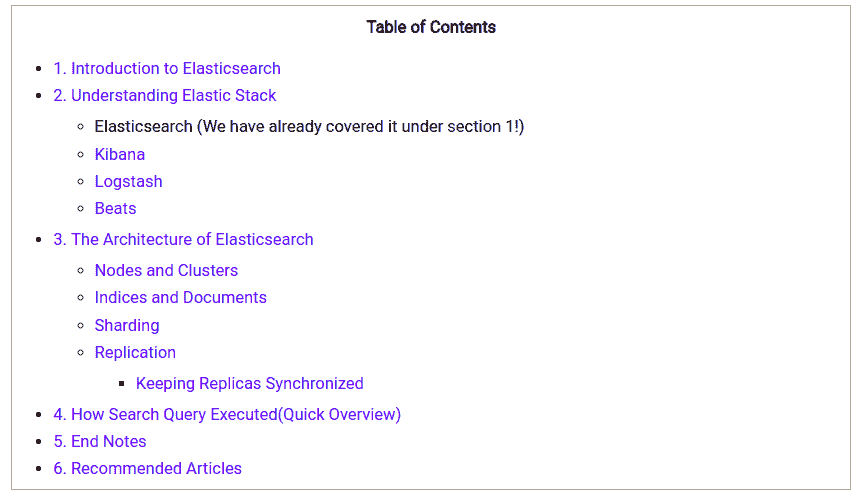 Table of Contents
1. Introduction to Elasticsearch
2. Understanding Elastic Stack
Elasticsearch (We have already covered it under section 1!)
Kibana
Logstash
Beats
3. The Architecture of Elasticsearch
Nodes and Clusters
Indices and Documents
Sharding
Replication
Keeping Replicas Synchronized
4. How Search Query Executed(Quick Overview)
5. End Notes
6. Recommended Articles